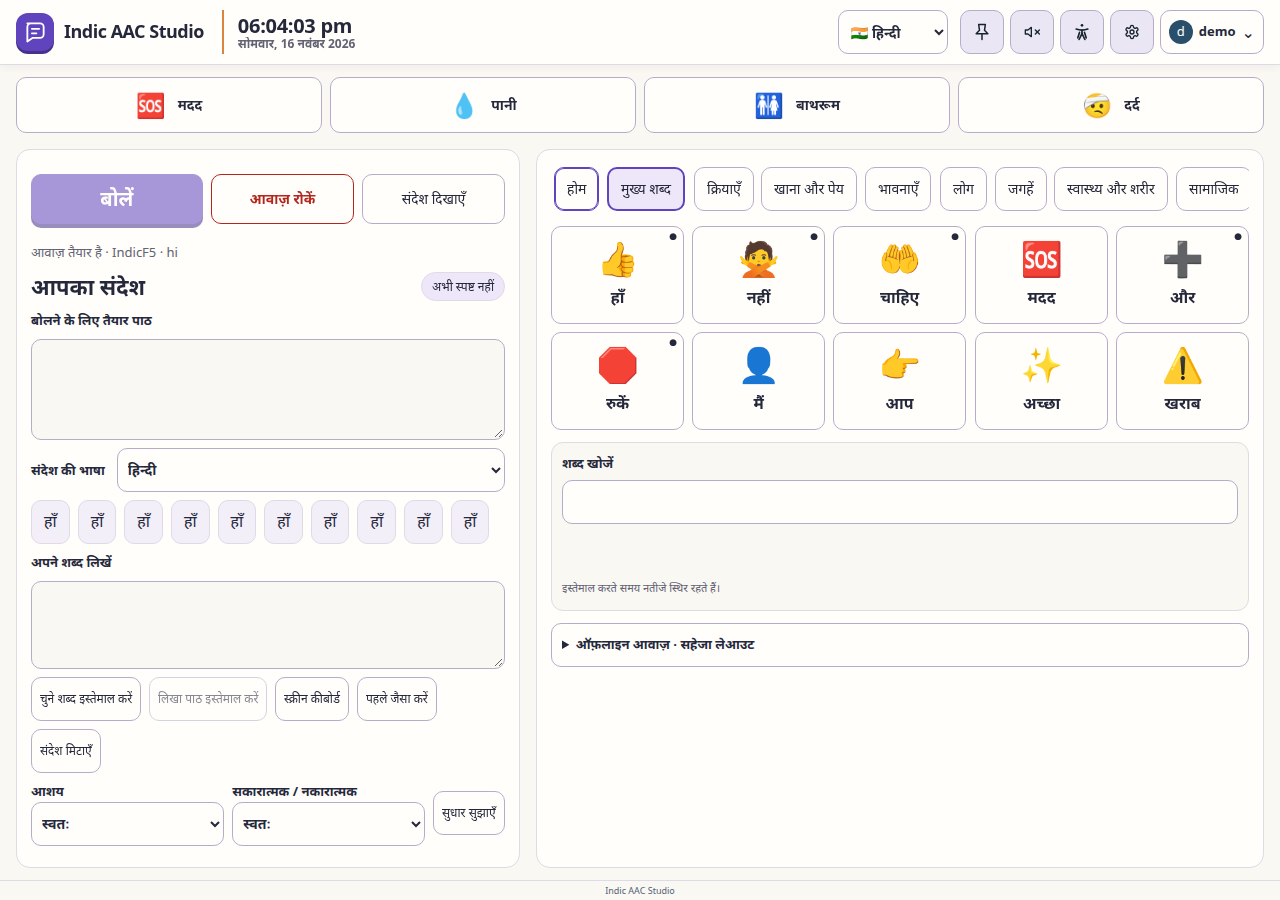 Indic AAC Studio
06:04:03 pm
सोमवार, 16 नवंबर 2026
हिन्दी
d demo
SOS मदद
पानी
बाथरूम
दर्द
बोलें
आवाज़ रोकें
संदेश दिखाएँ
आवाज़ तैयार है · IndicF5 · hi
आपका संदेश
अभी स्पष्ट नहीं
बोलने के लिए तैयार पाठ
संदेश की भाषा
हिन्दी
हाँ हाँ हाँ हाँ हाँ हाँ हाँ हाँ हाँ हाँ
अपने शब्द लिखें
चुने शब्द इस्तेमाल करें
लिखा पाठ इस्तेमाल करें
स्क्रीन कीबोर्ड
पहले जैसा करें
संदेश मिटाएँ
आशय
स्वतः
सकारात्मक / नकारात्मक
स्वतः
सुधार सुझाएँ
होम
मुख्य शब्द
क्रियाएँ
खाना और पेय
भावनाएँ
लोग
जगहें
स्वास्थ्य और शरीर
सामाजिक
हाँ
नहीं
चाहिए
SOS
मदद
और
रुकें
मैं
आप
अच्छा
खराब
शब्द खोजें
इस्तेमाल करते समय नतीजे स्थिर रहते हैं।
ऑफ़लाइन आवाज़ · सहेजा लेआउट
Indic AAC Studio